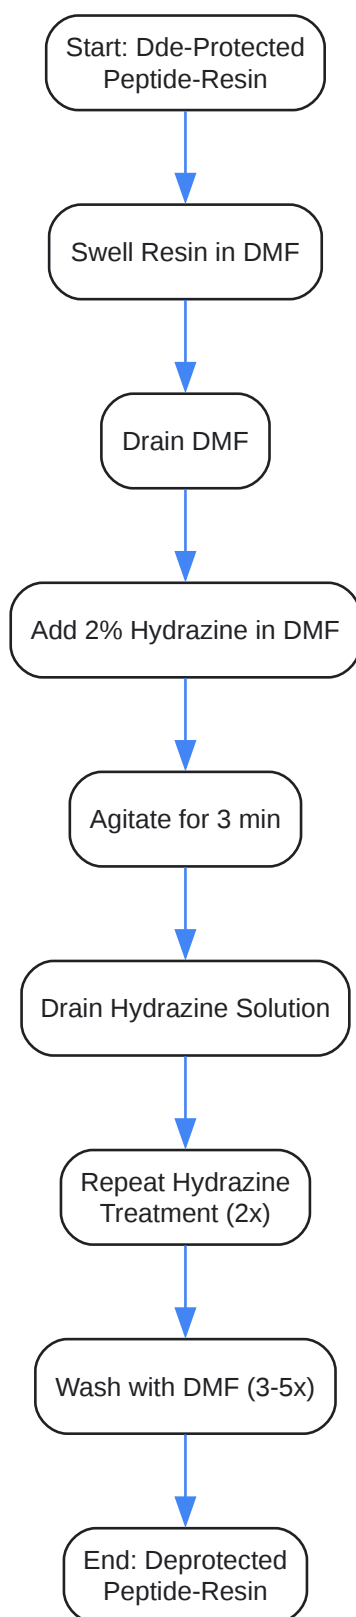 Start: Dde-Protected
Peptide-Resin
Swell Resin in DMF
Drain DMF
Add 2% Hydrazine in DMF
Agitate for 3 min
Drain Hydrazine Solution
Repeat Hydrazine
Treatment (2x)
Wash with DMF (3-5x)
End: Deprotected
Peptide-Resin